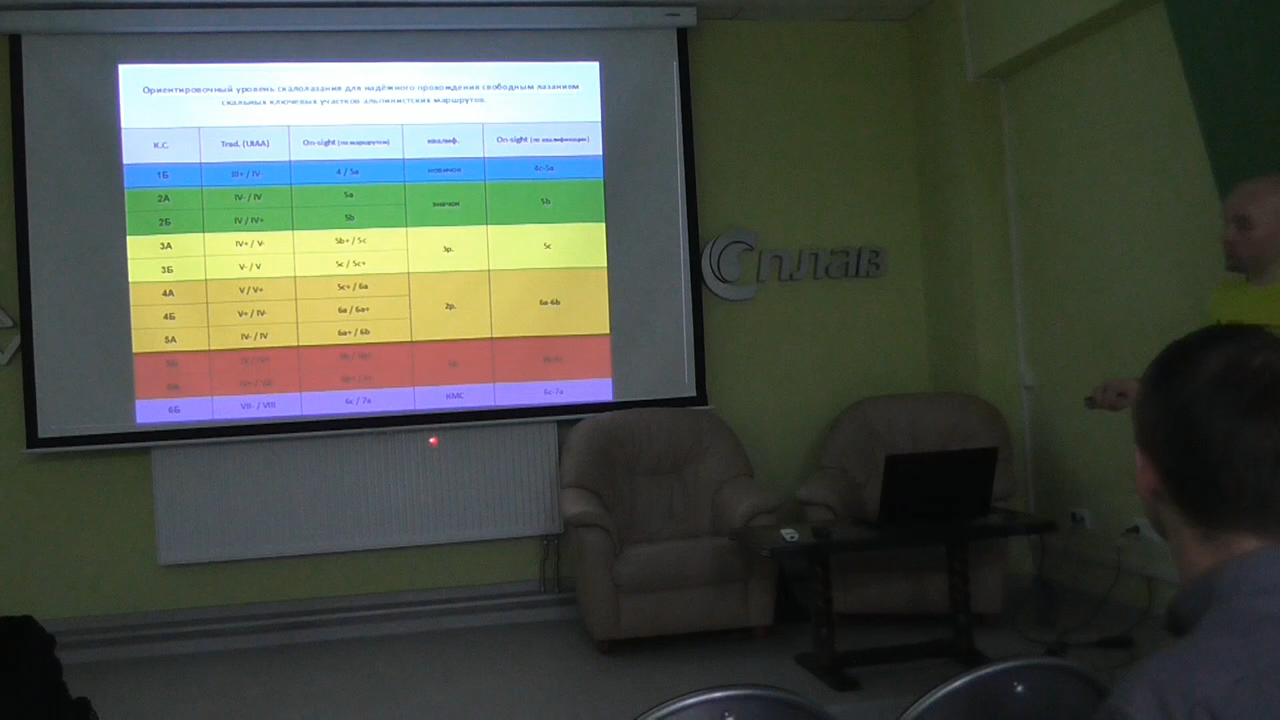 Ориентировочный уровень скалолазания для надёжного прохождения свободным лазанием
скальных ключевых участков альпинистских маршрутов.
К.С. Trad. (UIAA) On-sight (по маршрутам) квалиф. On-sight (по квалификации)
1Б III+ / IV- 4 / 5a новичок 4c-5a
2А IV- / IV 5a значок 5b
2Б IV / IV+ 5b
3А IV+ / V- 5b+ / 5c 3р. 5c
3Б V- / V 5c / 5c+
4А V / V+ 5c+ / 6a 2р. 6a-6b
4Б V+ / IV- 6a / 6a+
5А IV- / IV 6a+ / 6b
6Б VII- / VIII 6c / 7a КМС 6c-7a
Сплав